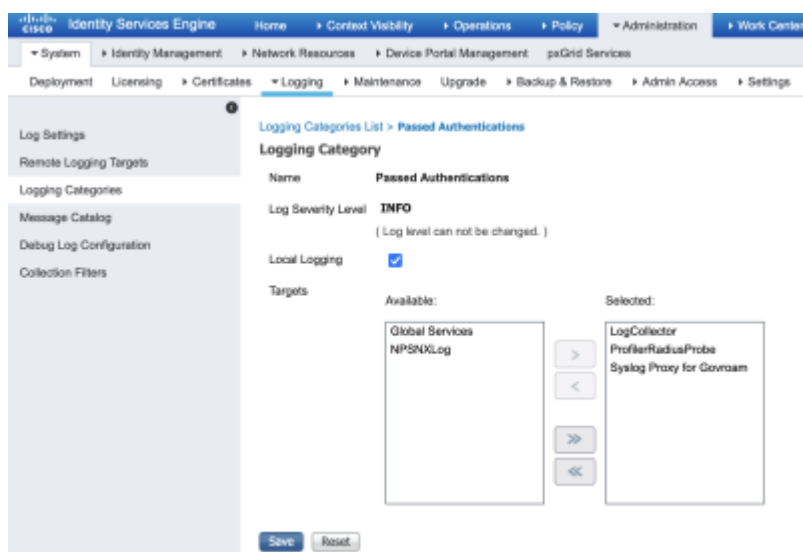 cisco Identity Services Engine Home Context Visibility Operations Policy Administration Work Center
System Identity Management Network Resources Device Portal Management pxGrid Services
Deployment Licensing Certificates Logging Maintenance Upgrade Backup & Restore Admin Access Settings
Log Settings
Remote Logging Targets
Logging Categories
Message Catalog
Debug Log Configuration
Collection Filters
Logging Categories List > Passed Authentications
Logging Category
Name Passed Authentications
Log Severity Level INFO
( Log level can not be changed. )
Local Logging
Targets
Available: Selected:
Global Services LogCollector
NPSNXLog ProfilerRadiusProbe
Syslog Proxy for Govroam
Save Reset